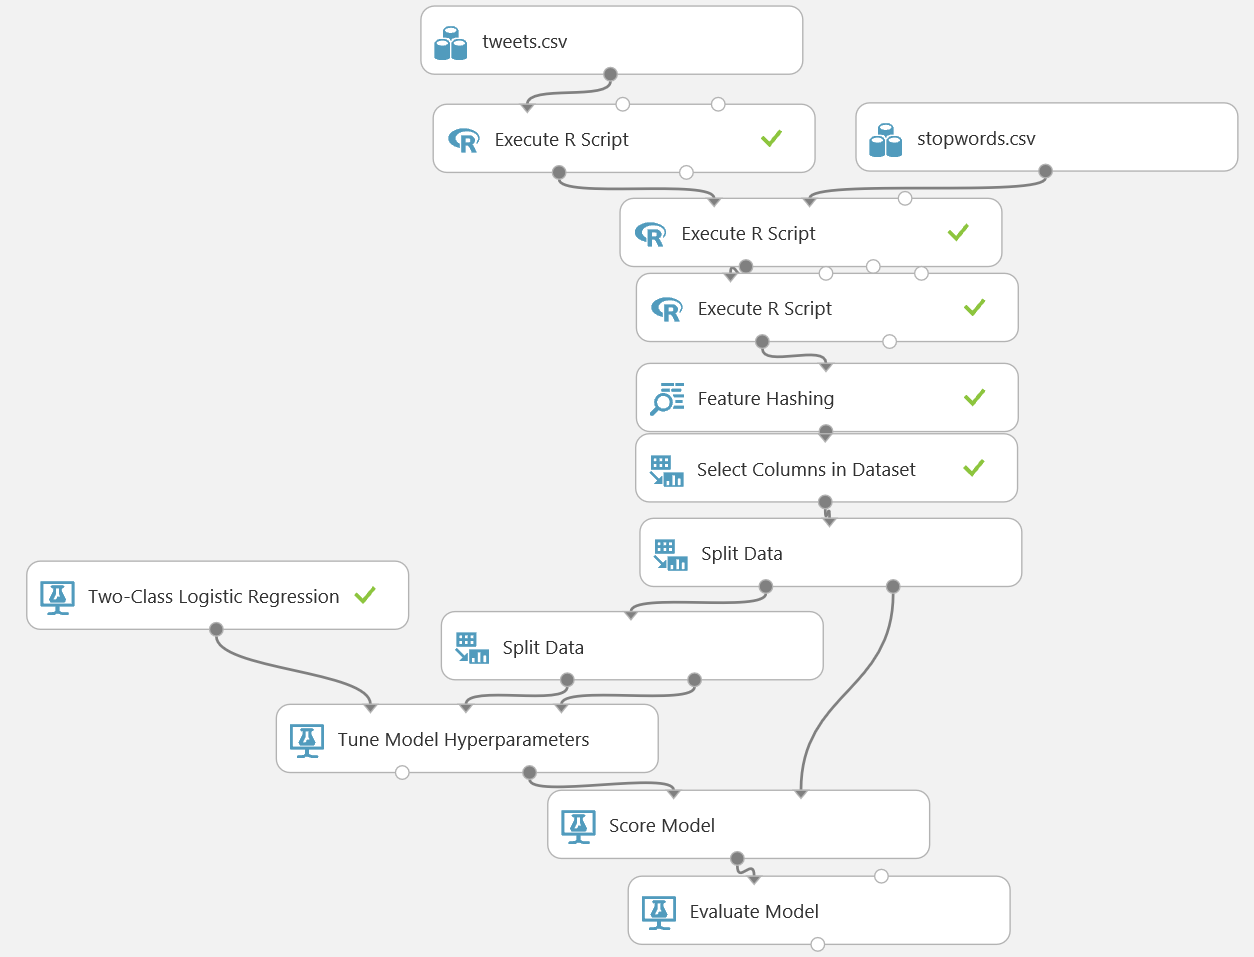 tweets.csv
Execute R Script
stopwords.csv
Execute R Script
Execute R Script
Feature Hashing
Select Columns in Dataset
Split Data
Two-Class Logistic Regression
Split Data
Tune Model Hyperparameters
Score Model
Evaluate Model